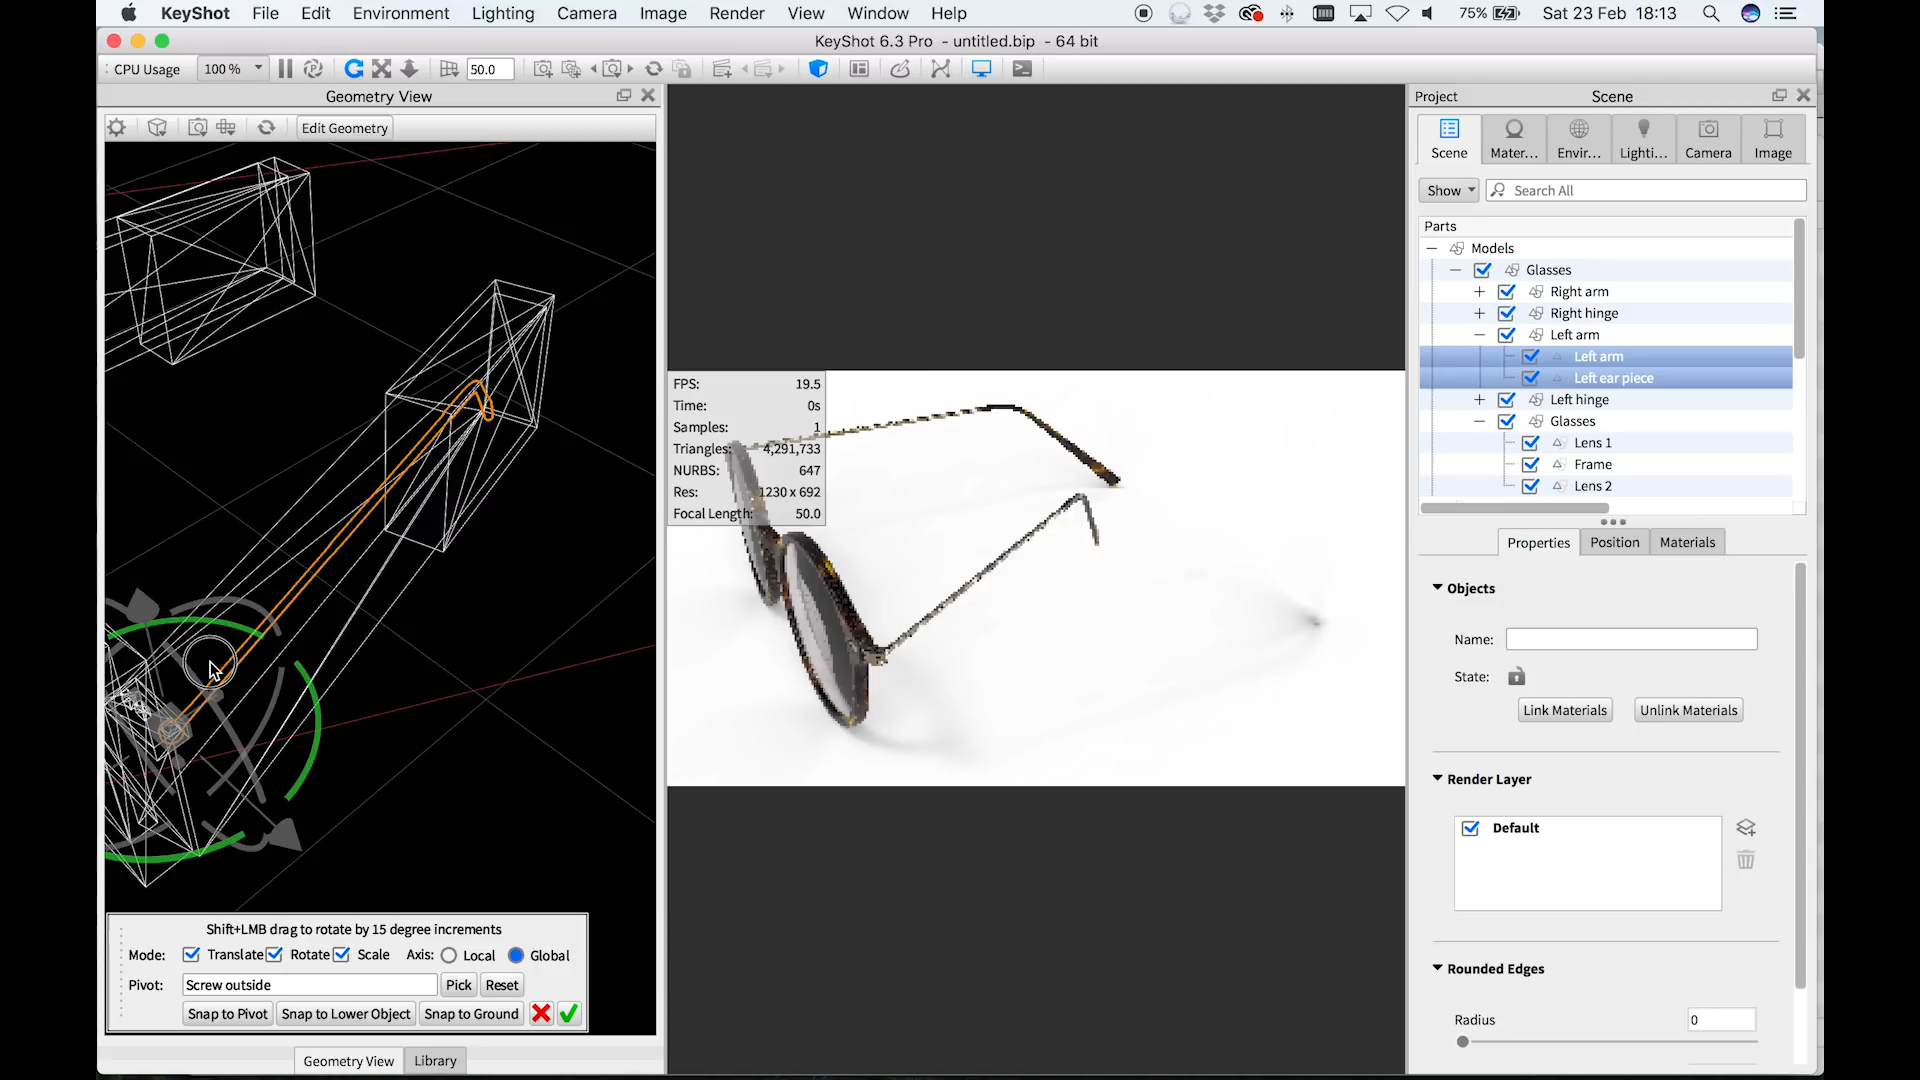 KeyShot File Edit Environment Lighting Camera Image Render View Window Help 75% Sat 23 Feb 18:13
KeyShot 6.3 Pro - untitled.bip - 64 bit
CPU Usage 100 % 50.0
Geometry View
Edit Geometry
Shift+LMB drag to rotate by 15 degree increments
Mode: Translate Rotate Scale Axis: Local Global
Pivot: Screw outside Pick Reset
Snap to Pivot Snap to Lower Object Snap to Ground
Geometry View Library
FPS: 19.5
Time: 0s
Samples: 1
Triangles: 4,291,733
NURBS: 647
Res: 1230 x 692
Focal Length: 50.0
Project Scene
Scene Mater... Envir... Lighti... Camera Image
Show Search All
Parts
Models
Glasses
Right arm
Right hinge
Left arm
Left arm
Left ear piece
Left hinge
Glasses
Lens 1
Frame
Lens 2
Properties Position Materials
Objects
Name:
State:
Link Materials Unlink Materials
Render Layer
Default
Rounded Edges
Radius 0